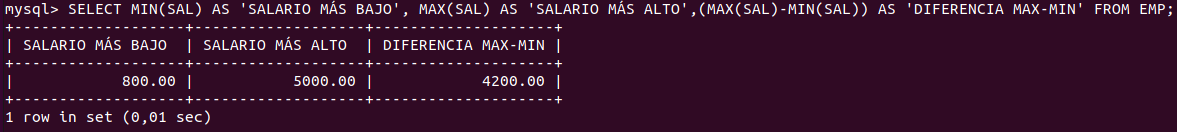 mysql> SELECT MIN(SAL) AS 'SALARIO MÁS BAJO', MAX(SAL) AS 'SALARIO MÁS ALTO',(MAX(SAL)-MIN(SAL)) AS 'DIFERENCIA MAX-MIN' FROM EMP;
+-------------------+-------------------+--------------------+
| SALARIO MÁS BAJO  | SALARIO MÁS ALTO  | DIFERENCIA MAX-MIN |
+-------------------+-------------------+--------------------+
|            800.00 |           5000.00 |            4200.00 |
+-------------------+-------------------+--------------------+
1 row in set (0,01 sec)